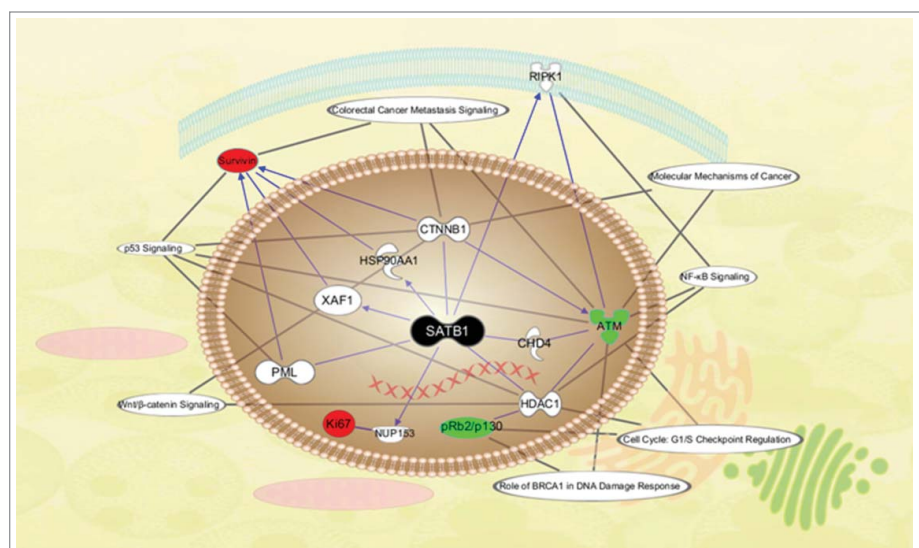 RIPK1
Colorectal Cancer Metastasis Signaling
Survivin
Molecular Mechanisms of Cancer
CTNNB1
p53 Signaling
HSP90AA1
NF-κB Signaling
XAF1
SATB1
CHD4
ATM
PML
Wnt/β-catenin Signaling
HDAC1
Ki67
NUP153
pRb2/p130
Cell Cycle: G1/S Checkpoint Regulation
Role of BRCA1 in DNA Damage Response